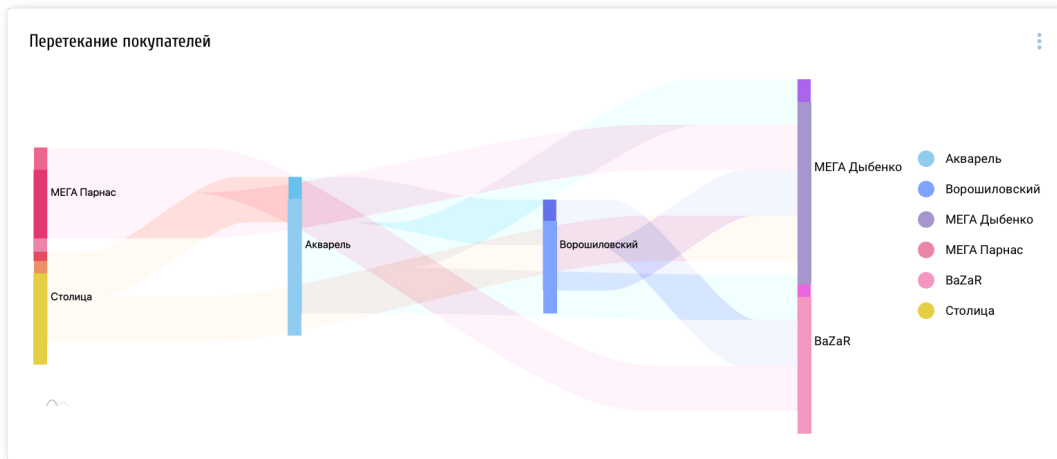 Перетекание покупателей
МЕГА Парнас
Столица
Акварель
Ворошиловский
МЕГА Дыбенко
BaZaR
Акварель
Ворошиловский
МЕГА Дыбенко
МЕГА Парнас
BaZaR
Столица